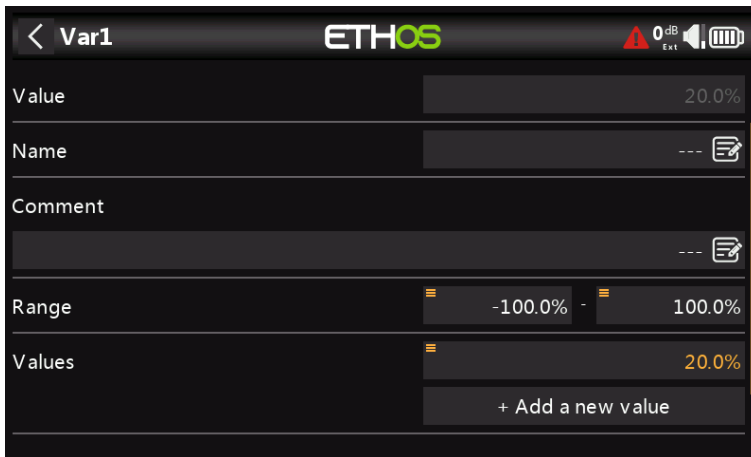 Var1 ETHOS 0dB Ext
Value 20.0%
Name ---
Comment
---
Range -100.0% - 100.0%
Values 20.0%
+ Add a new value